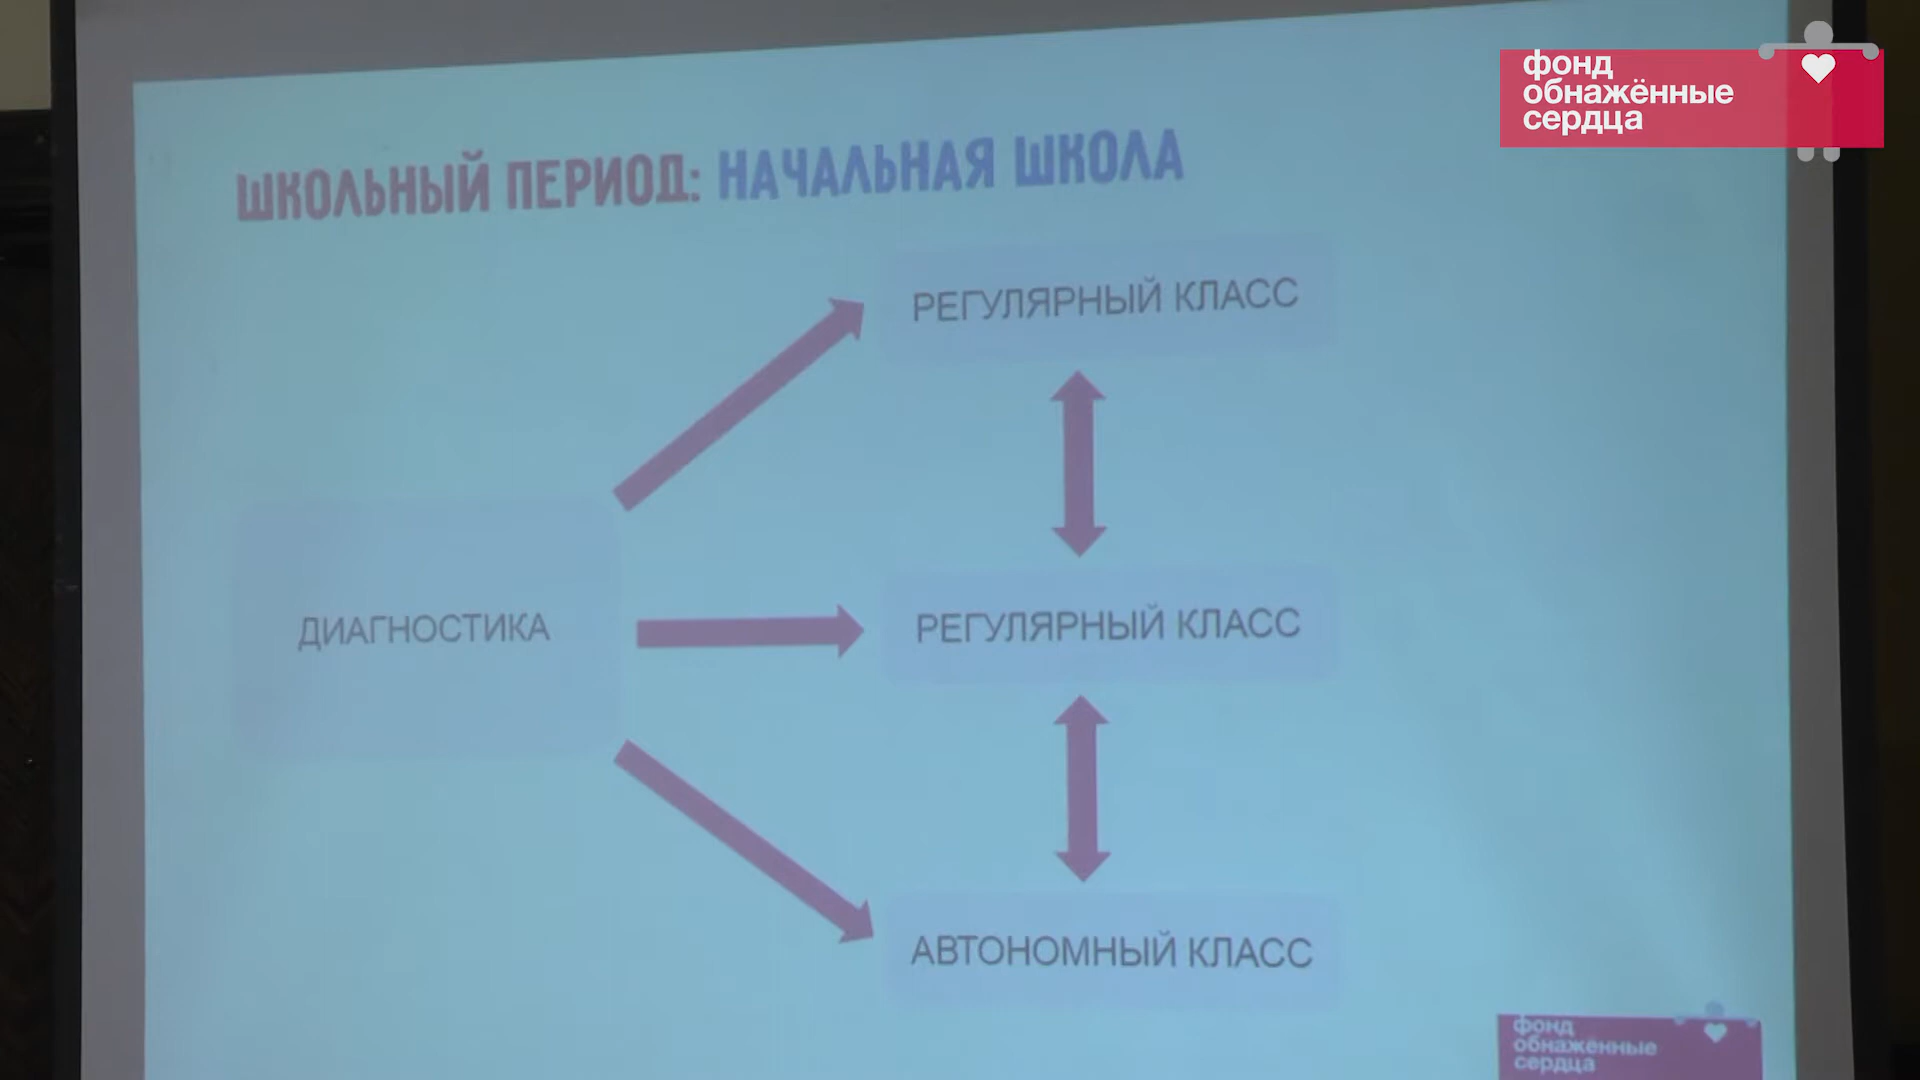 фонд
обнажённые
сердца
ШКОЛЬНЫЙ ПЕРИОД: НАЧАЛЬНАЯ ШКОЛА
РЕГУЛЯРНЫЙ КЛАСС
ДИАГНОСТИКА
РЕГУЛЯРНЫЙ КЛАСС
АВТОНОМНЫЙ КЛАСС
фонд
обнажённые
сердца